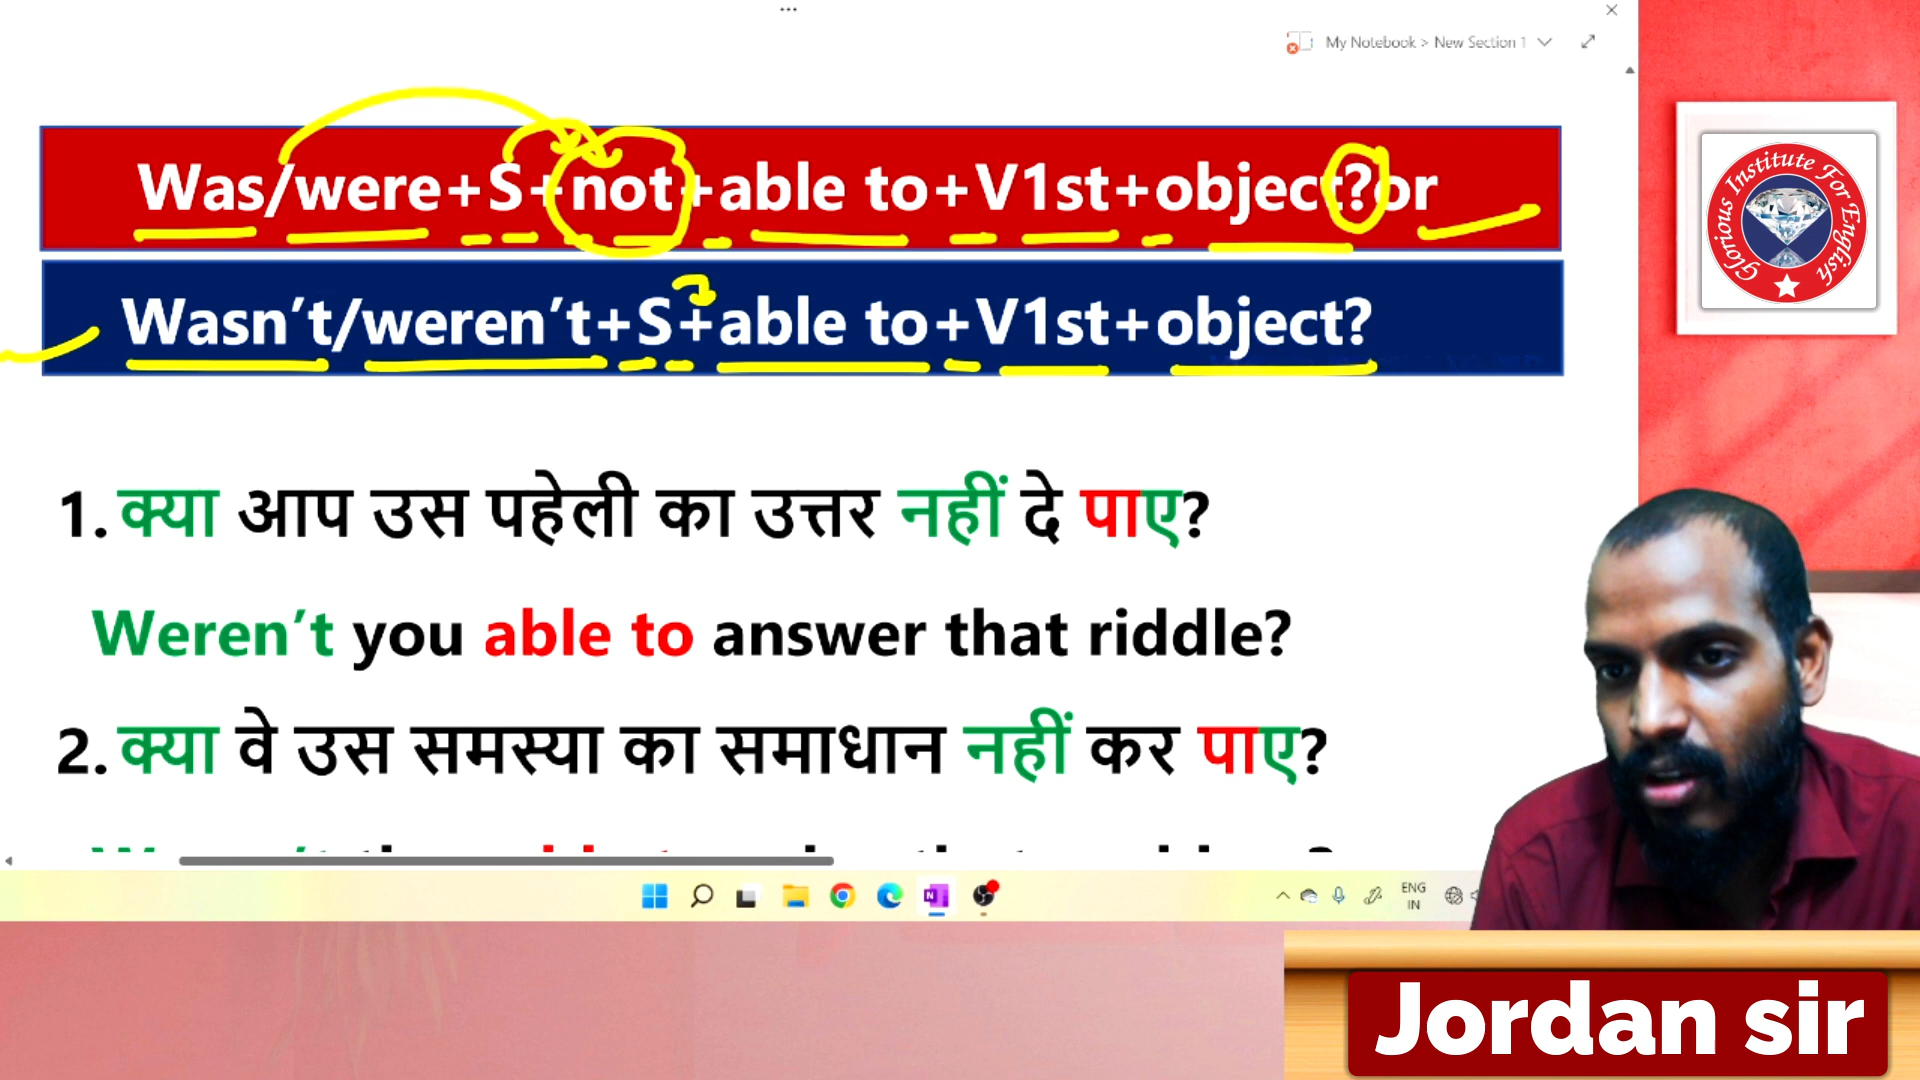 My Notebook > New Section 1
Was/were+S+not+able to+V1st+object?or
Wasn't/weren't+S+able to+V1st+object?
1. क्या आप उस पहेली का उत्तर नहीं दे पाए?
Weren't you able to answer that riddle?
2. क्या वे उस समस्या का समाधान नहीं कर पाए?
ENG
IN
Glorious Institute For English
Jordan sir